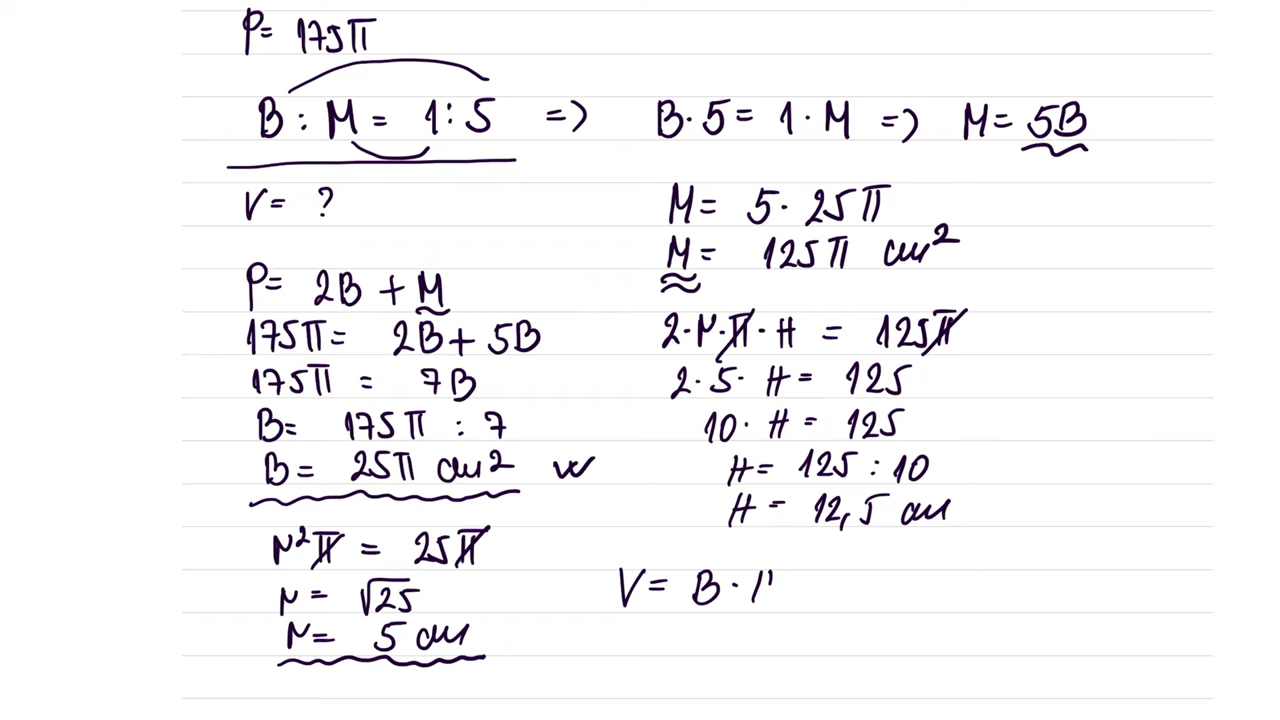 P= 175π
B : M = 1 : 5 => B · 5 = 1 · M => M = 5B
V= ?
P= 2B + M
175π = 2B + 5B
175π = 7B
B= 175π : 7
B= 25π cm²
r²π = 25π
r = √25
r = 5 cm
M= 5 · 25π
M= 125π cm²
2 · r · π · H = 125π
2 · 5 · H = 125
10 · H = 125
H = 125 : 10
H = 12,5 cm
V= B ·